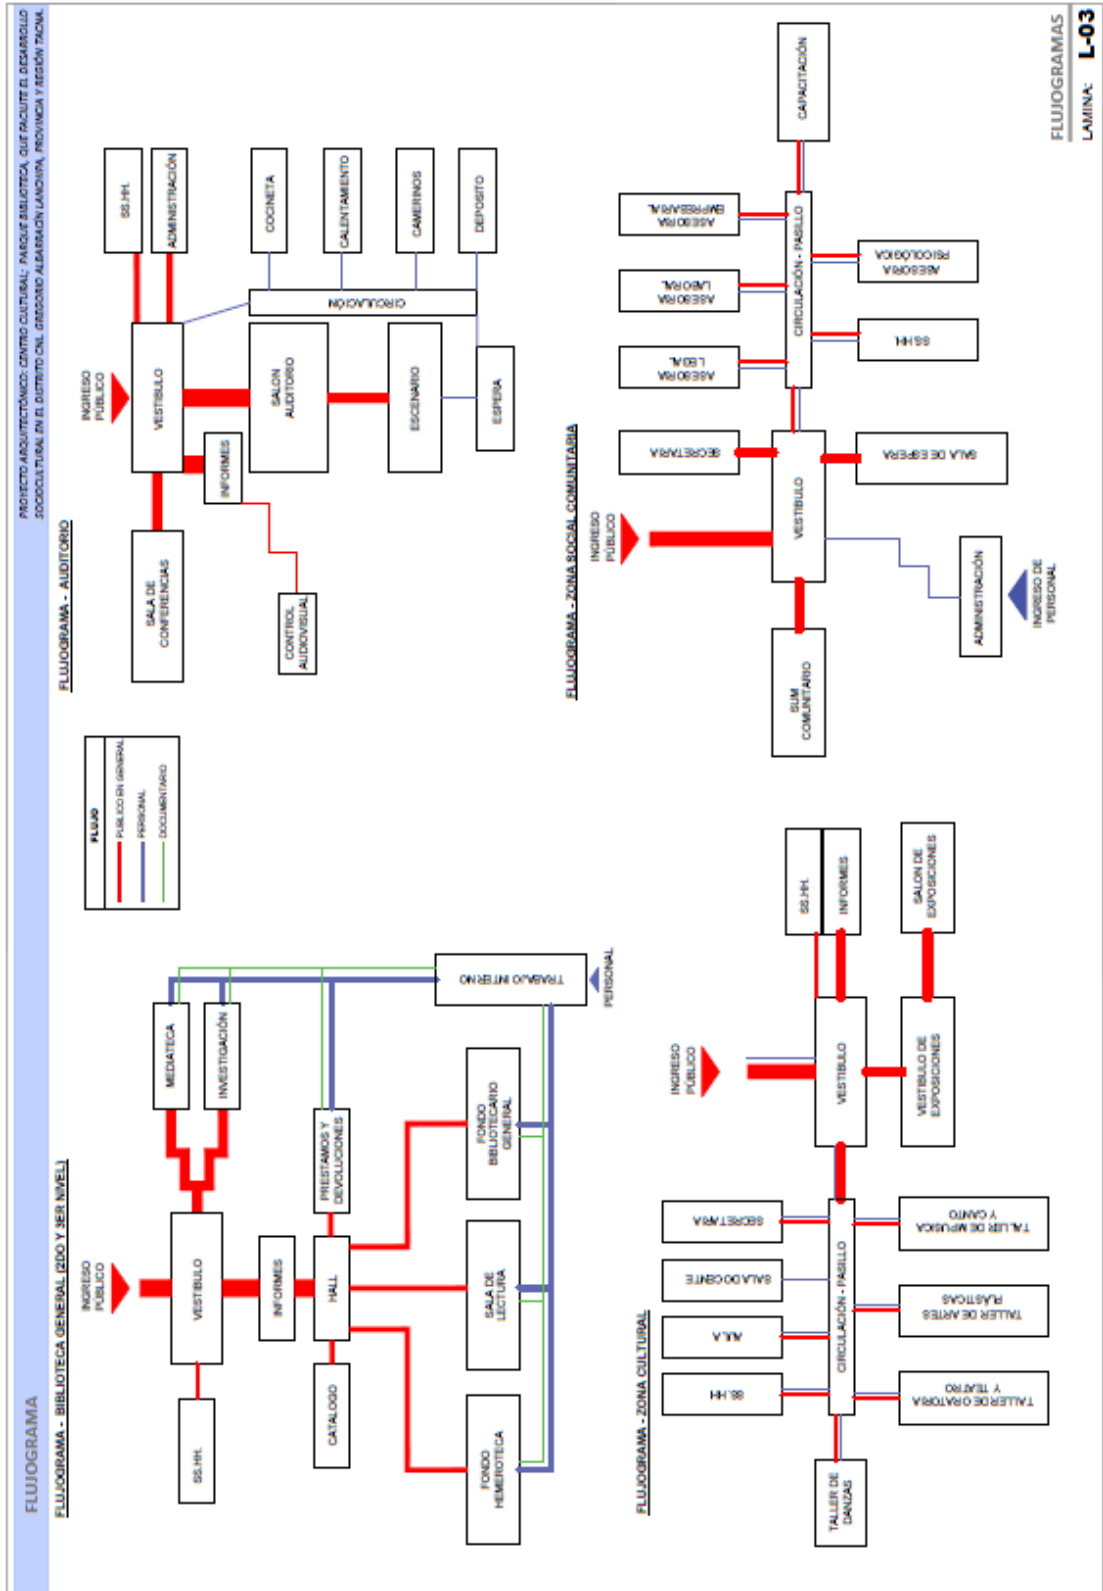 FLUJOGRAMA
PROYECTO ARQUITECTÓNICO: CENTRO CULTURAL; PARQUE BIBLIOTECA, QUE FACILITE EL DESARROLLO
SOCIOCULTURAL EN EL DISTRITO CNL. GREGORIO ALBARRACÍN LANCHIPA, PROVINCIA Y REGIÓN TACNA.
FLUJOGRAMA - BIBLIOTECA GENERAL (2DO Y 3ER NIVEL)
INGRESO
PÚBLICO
SS.HH.
VESTIBULO
MEDIATECA
INVESTIGACIÓN
INFORMES
CATALOGO
HALL
PRESTAMOS Y
DEVOLUCIONES
FONDO
HEMEROTECA
SALA DE
LECTURA
FONDO
BIBLIOTECARIO
GENERAL
TRABAJO INTERNO
PERSONAL
FLUJO
PUBLICO EN GENERAL
PERSONAL
DOCUMENTARIO
FLUJOGRAMA - AUDITORIO
INGRESO
PÚBLICO
SALA DE
CONFERENCIAS
VESTIBULO
SS.HH.
ADMINISTRACIÓN
INFORMES
CONTROL
AUDIOVISUAL
SALON
AUDITORIO
CIRCULACIÓN
COCINETA
CALENTAMIENTO
CAMERINOS
DEPOSITO
ESCENARIO
ESPERA
FLUJOGRAMA - ZONA CULTURAL
INGRESO
PÚBLICO
SS.HH
AULA
SALA DOCENTE
SECRETARIA
TALLER DE
DANZAS
CIRCULACIÓN - PASILLO
VESTIBULO
SS.HH.
INFORMES
TALLER DE ORATORIA
Y TEATRO
TALLER DE ARTES
PLÁSTICAS
TALLER DE MPUSICA
Y CANTO
VESTIBULO DE
EXPOSICIONES
SALON DE
EXPOSICIONES
FLUJOGRAMA - ZONA SOCIAL COMUNITARIA
INGRESO
PÚBLICO
SECRETARIA
ASESORIA
LEGAL
ASESORIA
LABORAL
ASESORIA
EMPRESARIAL
SUM
COMUNITARIO
VESTIBULO
CIRCULACIÓN - PASILLO
CAPACITACIÓN
SALA DE ESPERA
SS.HH.
ASESORIA
PSICOLÓGICA
ADMINISTRACIÓN
INGRESO DE
PERSONAL
FLUJOGRAMAS
LAMINA: L-03